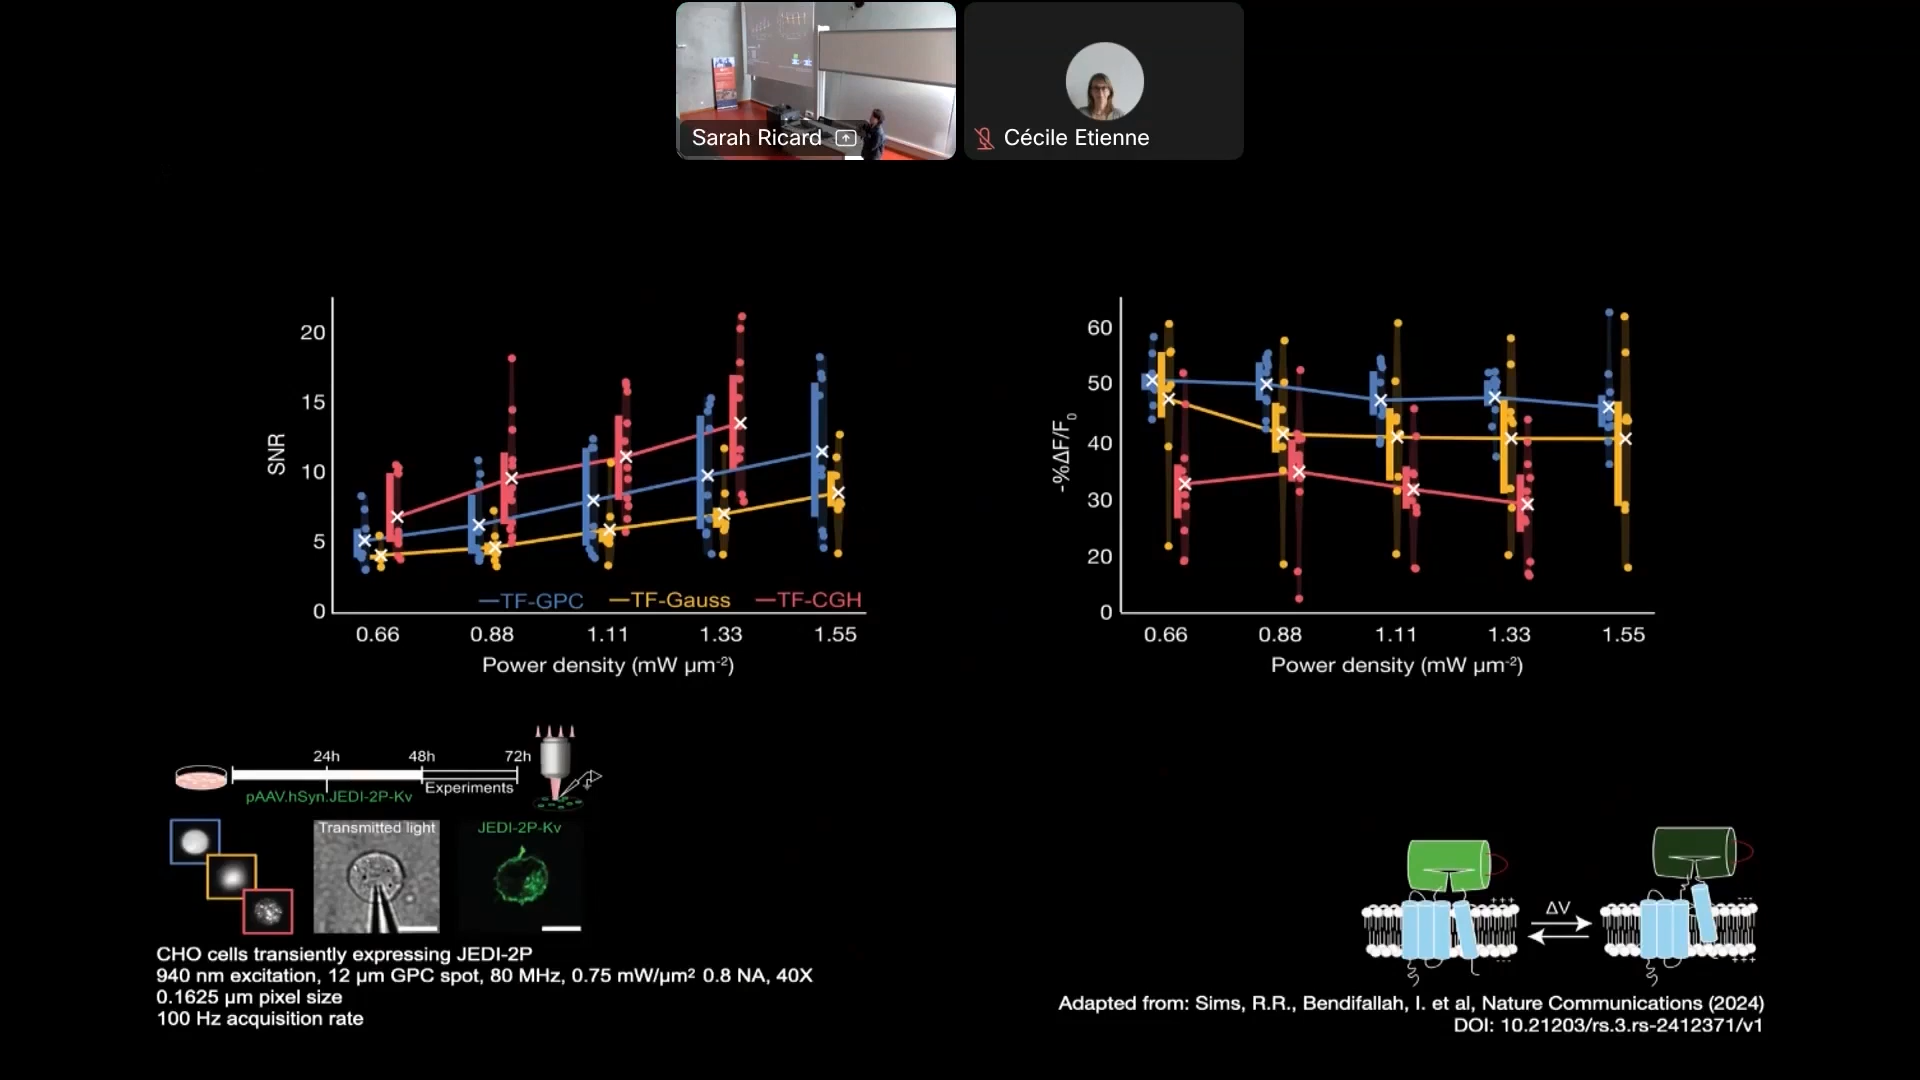 Sarah Ricard
Cécile Etienne
SNR
20
15
10
5
0
TF-GPC
TF-Gauss
TF-CGH
0.66
0.88
1.11
1.33
1.55
Power density (mW µm⁻²)
-%ΔF/F₀
60
50
40
30
20
0
0.66
0.88
1.11
1.33
1.55
Power density (mW µm⁻²)
24h
48h
72h
pAAV.hSyn.JEDI-2P-Kv
Experiments
Transmitted light
JEDI-2P-Kv
CHO cells transiently expressing JEDI-2P
940 nm excitation, 12 µm GPC spot, 80 MHz, 0.75 mW/µm² 0.8 NA, 40X
0.1625 µm pixel size
100 Hz acquisition rate
+++
---
ΔV
---
+++
Adapted from: Sims, R.R., Bendifallah, I. et al, Nature Communications (2024)
DOI: 10.21203/rs.3.rs-2412371/v1